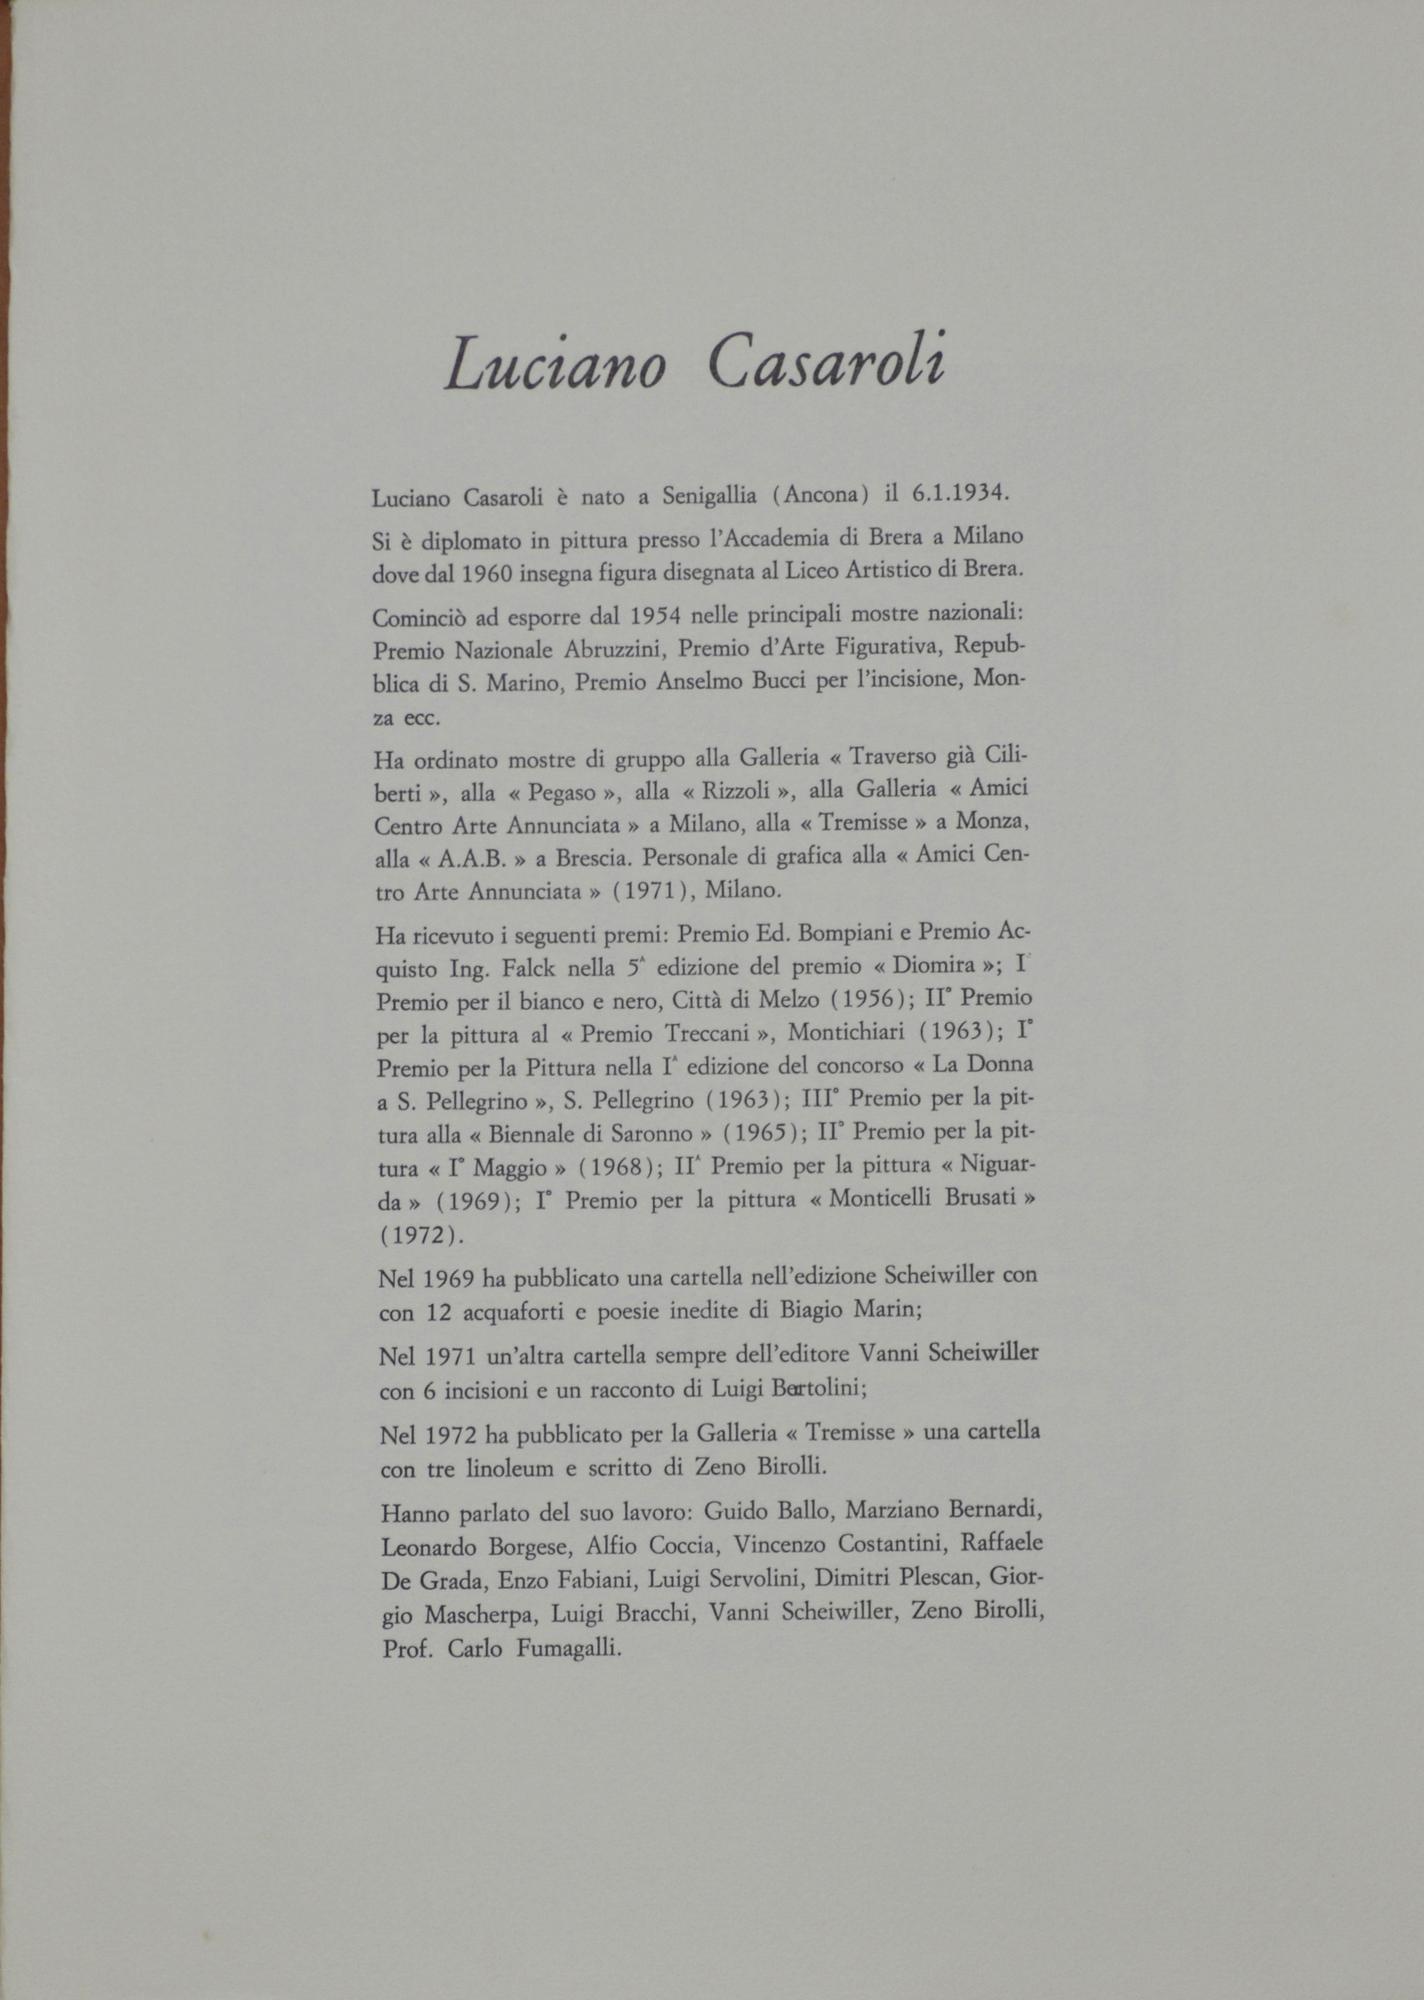 Luciano Casaroli
Luciano Casaroli è nato a Senigallia (Ancona) il 6.1.1934.
Si è diplomato in pittura presso l'Accademia di Brera a Milano
dove dal 1960 insegna figura disegnata al Liceo Artistico di Brera.
Cominciò ad esporre dal 1954 nelle principali mostre nazionali:
Premio Nazionale Abruzzini, Premio d'Arte Figurativa, Repub-
blica di S. Marino, Premio Anselmo Bucci per l'incisione, Mon-
za ecc.
Ha ordinato mostre di gruppo alla Galleria « Traverso già Cili-
berti », alla « Pegaso », alla « Rizzoli », alla Galleria « Amici
Centro Arte Annunciata » a Milano, alla « Tremisse » a Monza,
alla « A.A.B. » a Brescia. Personale di grafica alla « Amici Cen-
tro Arte Annunciata » (1971), Milano.
Ha ricevuto i seguenti premi: Premio Ed. Bompiani e Premio Ac-
quisto Ing. Falck nella 5ª edizione del premio « Diomira »; I°
Premio per il bianco e nero, Città di Melzo (1956); II° Premio
per la pittura al « Premio Treccani », Montichiari (1963); I°
Premio per la Pittura nella Iª edizione del concorso « La Donna
a S. Pellegrino », S. Pellegrino (1963); III° Premio per la pit-
tura alla « Biennale di Saronno » (1965); II° Premio per la pit-
tura « I° Maggio » (1968); IIª Premio per la pittura « Niguar-
da » (1969); I° Premio per la pittura « Monticelli Brusati »
(1972).
Nel 1969 ha pubblicato una cartella nell'edizione Scheiwiller con
con 12 acquaforti e poesie inedite di Biagio Marin;
Nel 1971 un'altra cartella sempre dell'editore Vanni Scheiwiller
con 6 incisioni e un racconto di Luigi Bartolini;
Nel 1972 ha pubblicato per la Galleria « Tremisse » una cartella
con tre linoleum e scritto di Zeno Birolli.
Hanno parlato del suo lavoro: Guido Ballo, Marziano Bernardi,
Leonardo Borgese, Alfio Coccia, Vincenzo Costantini, Raffaele
De Grada, Enzo Fabiani, Luigi Servolini, Dimitri Plescan, Gior-
gio Mascherpa, Luigi Bracchi, Vanni Scheiwiller, Zeno Birolli,
Prof. Carlo Fumagalli.